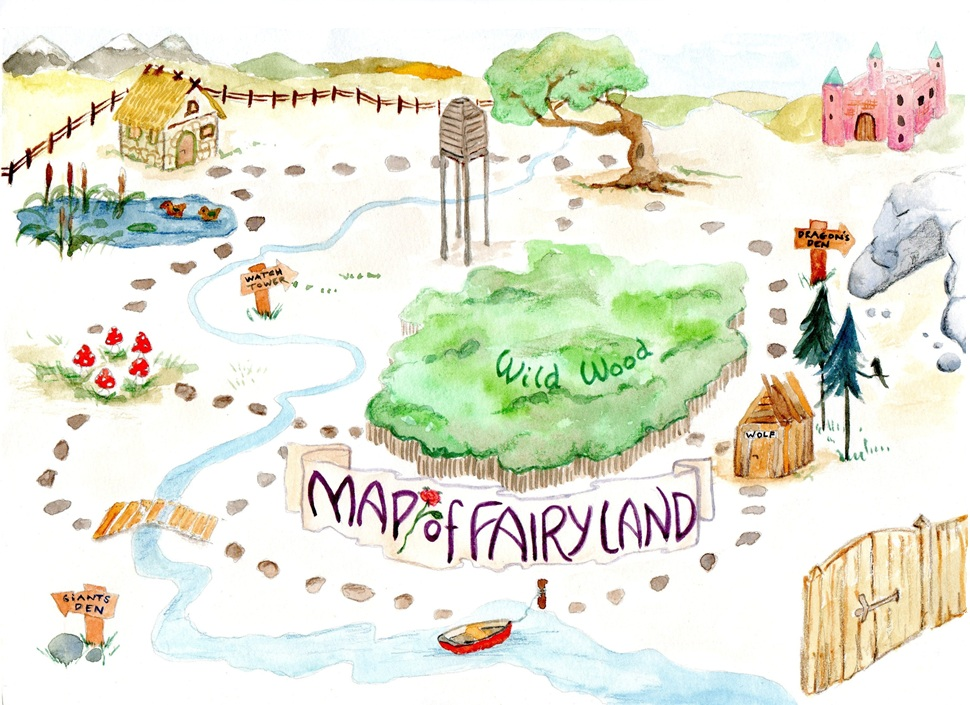 DRAGON'S
DEN
WATCH
TOWER
Wild Wood
WOLF
MAP of FAIRYLAND
GIANTS
DEN